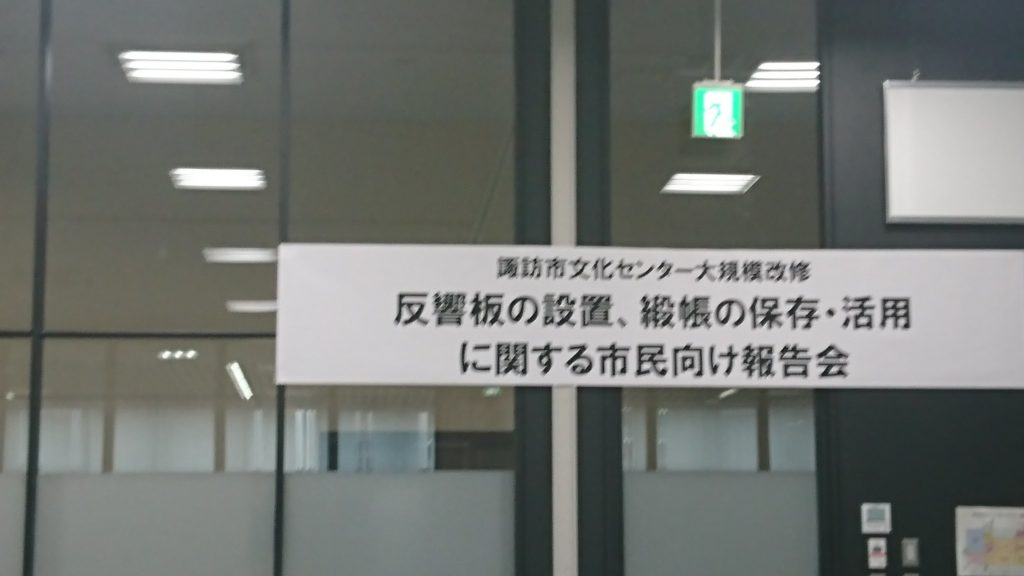 諏訪市文化センター大規模改修
反響板の設置、緞帳の保存・活用
に関する市民向け報告会